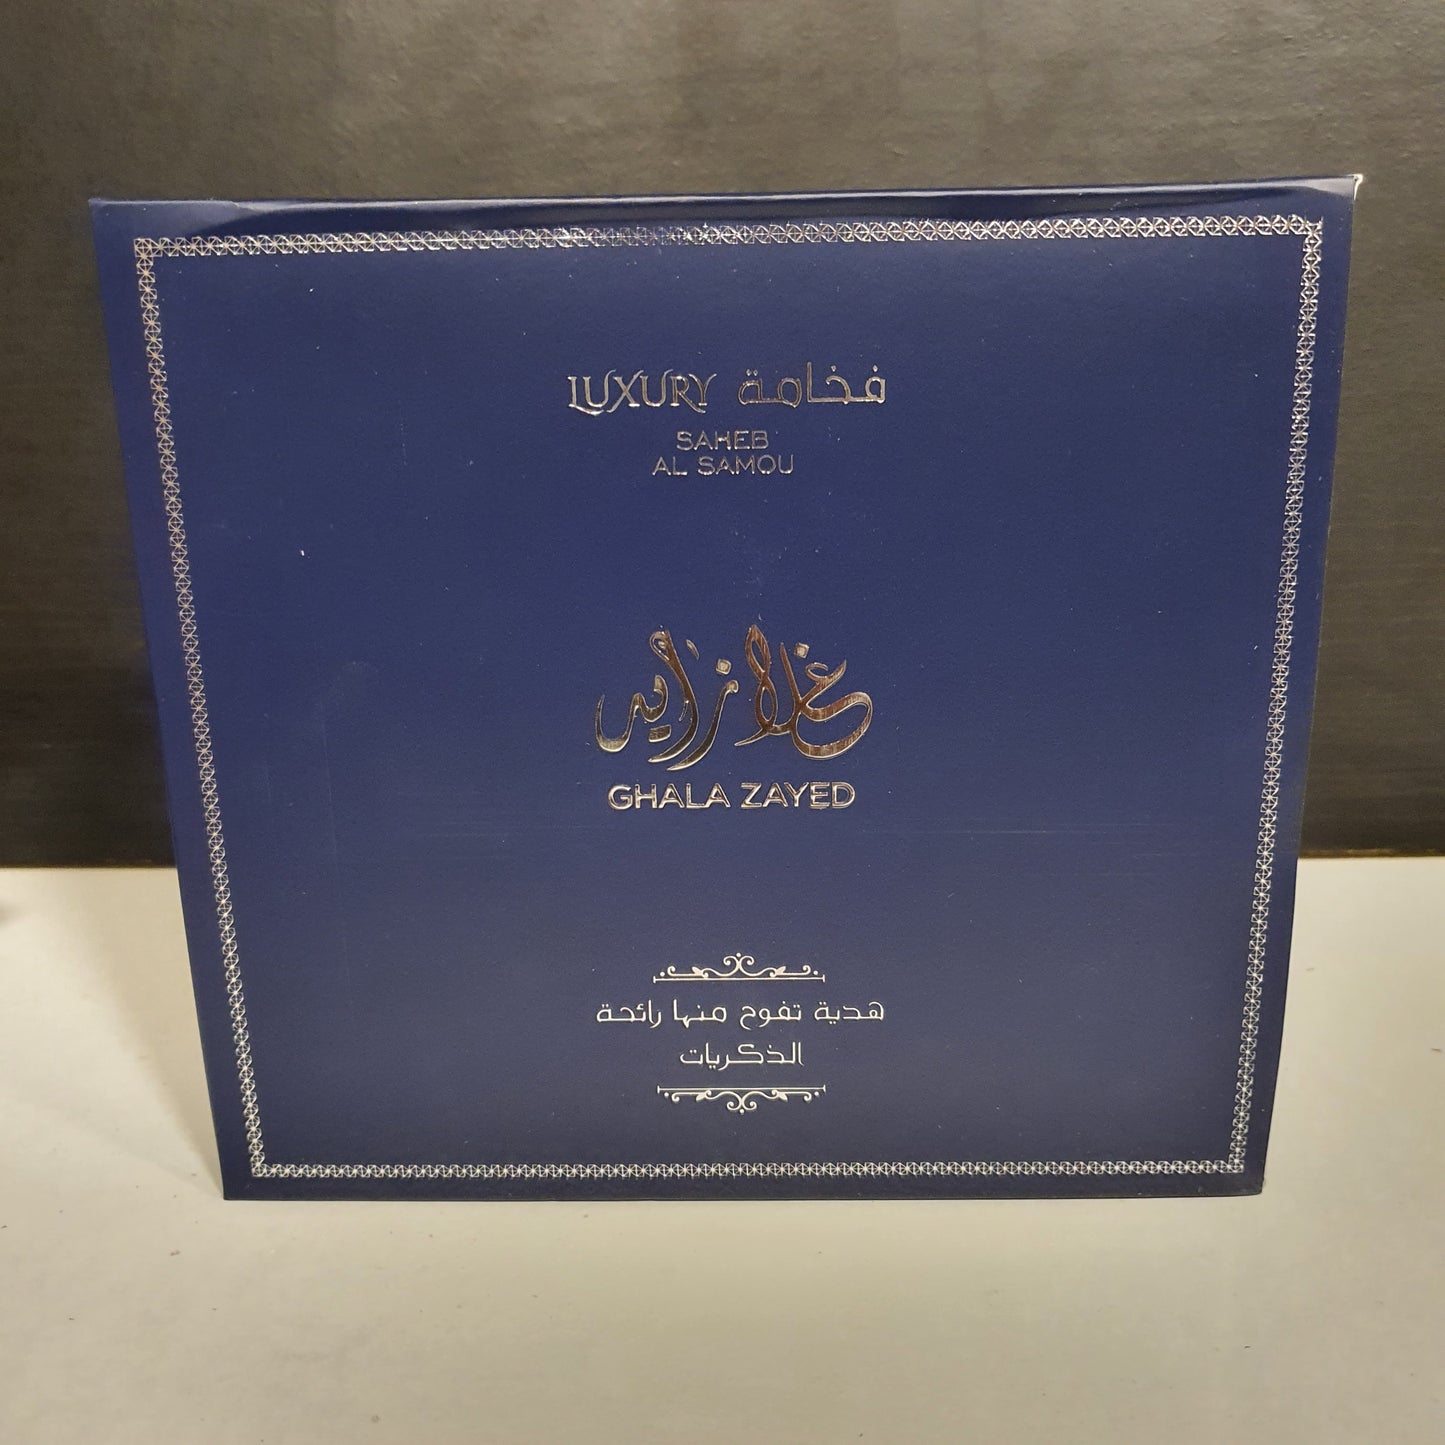 LUXURY فخامة
SAHEB
AL SAMOU
غلا زايد
GHALA ZAYED
هدية تفوح منها رائحة
الذكريات